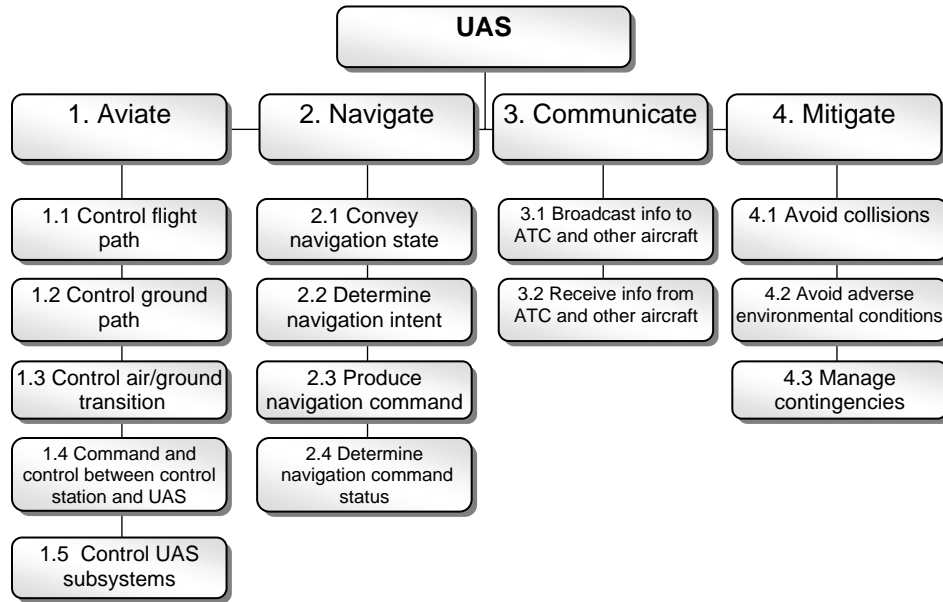 UAS
1. Aviate
2. Navigate
3. Communicate
4. Mitigate
1.1 Control flight
path
1.2 Control ground
path
1.3 Control air/ground
transition
1.4 Command and
control between control
station and UAS
1.5 Control UAS
subsystems
2.1 Convey
navigation state
2.2 Determine
navigation intent
2.3 Produce
navigation command
2.4 Determine
navigation command
status
3.1 Broadcast info to
ATC and other aircraft
3.2 Receive info from
ATC and other aircraft
4.1 Avoid collisions
4.2 Avoid adverse
environmental conditions
4.3 Manage
contingencies